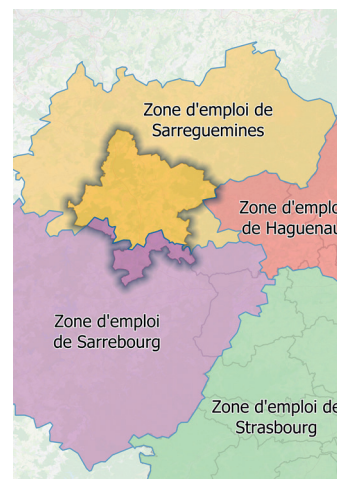 Zone d'emploi de
Sarreguemines
Zone d'emplo
de Haguenau
Zone d'emploi
de Sarrebourg
Zone d'emploi de
Strasbourg